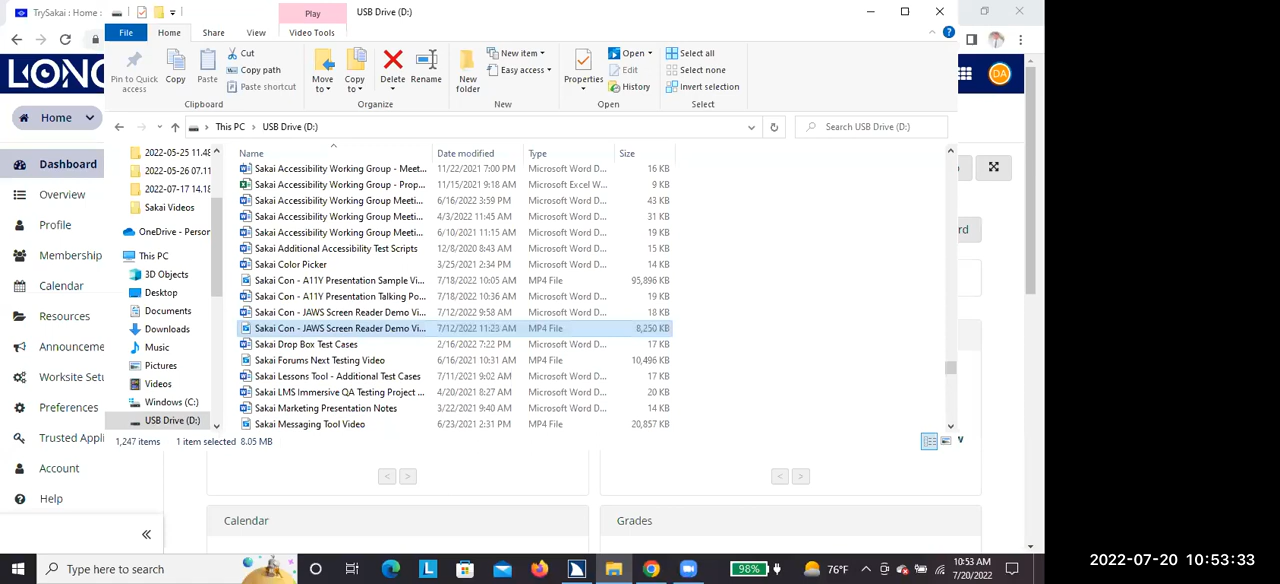 TrySakai : Home :
Play
USB Drive (D:)
File
Home
Share
View
Video Tools
Pin to Quick access
Copy
Paste
Cut
Copy path
Paste shortcut
Clipboard
Move to
Copy to
Delete
Rename
Organize
New folder
New item
Easy access
New
Properties
Open
Edit
History
Open
Select all
Select none
Invert selection
Select
LONG
DA
Home
This PC
USB Drive (D:)
Search USB Drive (D:)
Dashboard
Overview
Profile
Membership
Calendar
Resources
Announceme
Worksite Setu
Preferences
Trusted Appli
Account
Help
2022-05-25 11.48
2022-05-26 07.11
2022-07-17 14.18
Sakai Videos
OneDrive - Person
This PC
3D Objects
Desktop
Documents
Downloads
Music
Pictures
Videos
Windows (C:)
USB Drive (D:)
Name Date modified Type Size
Sakai Accessibility Working Group - Meet... 11/22/2021 7:00 PM Microsoft Word D... 16 KB
Sakai Accessibility Working Group - Prop... 11/15/2021 9:18 AM Microsoft Excel W... 9 KB
Sakai Accessibility Working Group Meeti... 6/16/2022 3:59 PM Microsoft Word D... 43 KB
Sakai Accessibility Working Group Meeti... 4/3/2022 11:45 AM Microsoft Word D... 31 KB
Sakai Accessibility Working Group Meeti... 6/10/2021 11:15 AM Microsoft Word D... 19 KB
Sakai Additional Accessibility Test Scripts 12/8/2020 8:43 AM Microsoft Word D... 15 KB
Sakai Color Picker 3/25/2021 2:34 PM Microsoft Word D... 14 KB
Sakai Con - A11Y Presentation Sample Vi... 7/18/2022 10:05 AM MP4 File 95,896 KB
Sakai Con - A11Y Presentation Talking Po... 7/18/2022 10:36 AM Microsoft Word D... 19 KB
Sakai Con - JAWS Screen Reader Demo Vi... 7/12/2022 9:58 AM Microsoft Word D... 18 KB
Sakai Con - JAWS Screen Reader Demo Vi... 7/12/2022 11:23 AM MP4 File 8,250 KB
Sakai Drop Box Test Cases 2/16/2022 7:22 PM Microsoft Word D... 17 KB
Sakai Forums Next Testing Video 6/16/2021 10:31 AM MP4 File 10,496 KB
Sakai Lessons Tool - Additional Test Cases 7/11/2021 9:02 AM Microsoft Word D... 17 KB
Sakai LMS Immersive QA Testing Project ... 4/20/2021 8:27 AM Microsoft Word D... 20 KB
Sakai Marketing Presentation Notes 3/22/2021 9:40 AM Microsoft Word D... 14 KB
Sakai Messaging Tool Video 6/23/2021 2:31 PM MP4 File 20,857 KB
rd
1,247 items 1 item selected 8.05 MB
< > < >
Calendar Grades
Type here to search
L
98%
76°F
10:53 AM
7/20/2022
2022-07-20 10:53:33